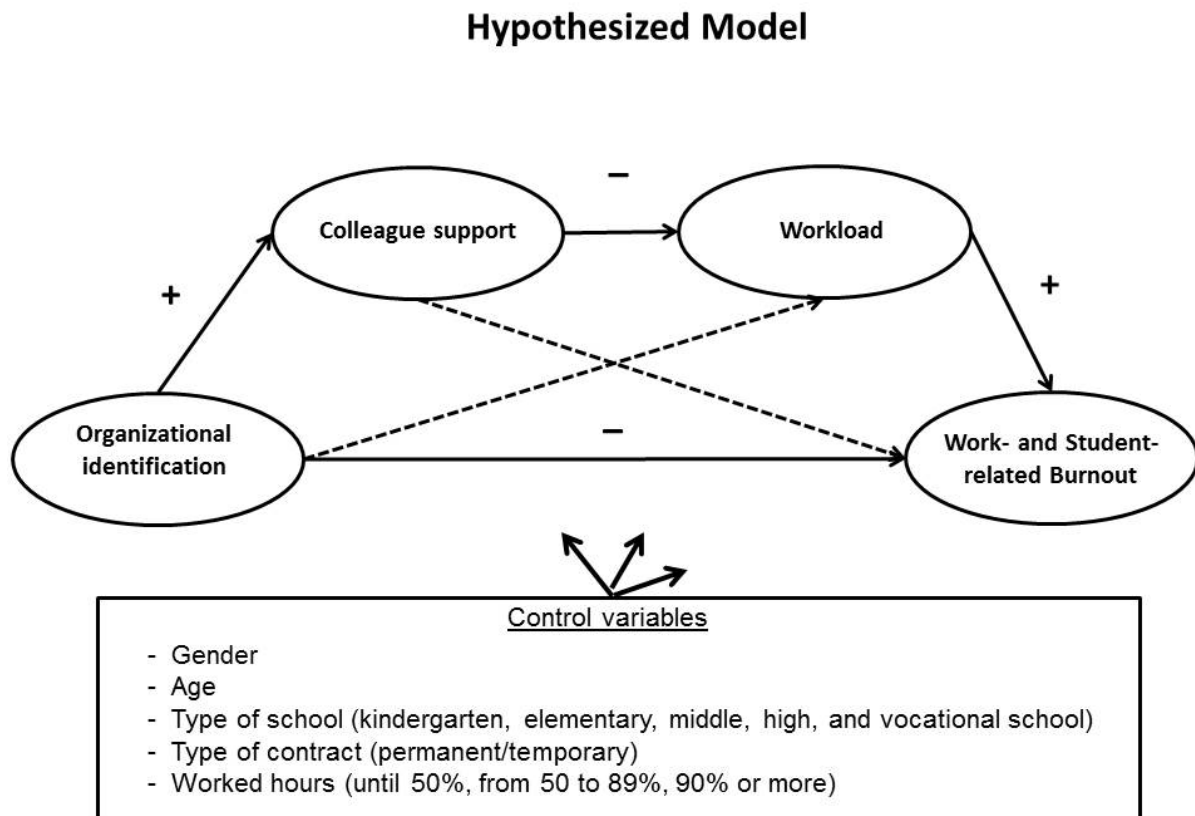 Hypothesized Model
−
Colleague support
Workload
+
+
Organizational
identification
−
Work- and Student-
related Burnout
Control variables
- Gender
- Age
- Type of school (kindergarten, elementary, middle, high, and vocational school)
- Type of contract (permanent/temporary)
- Worked hours (until 50%, from 50 to 89%, 90% or more)